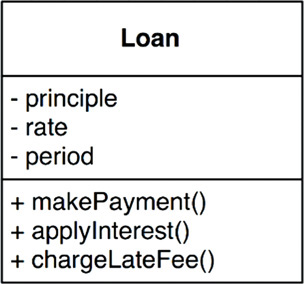 Loan
- principle
- rate
- period
+ makePayment()
+ applyInterest()
+ chargeLateFee()